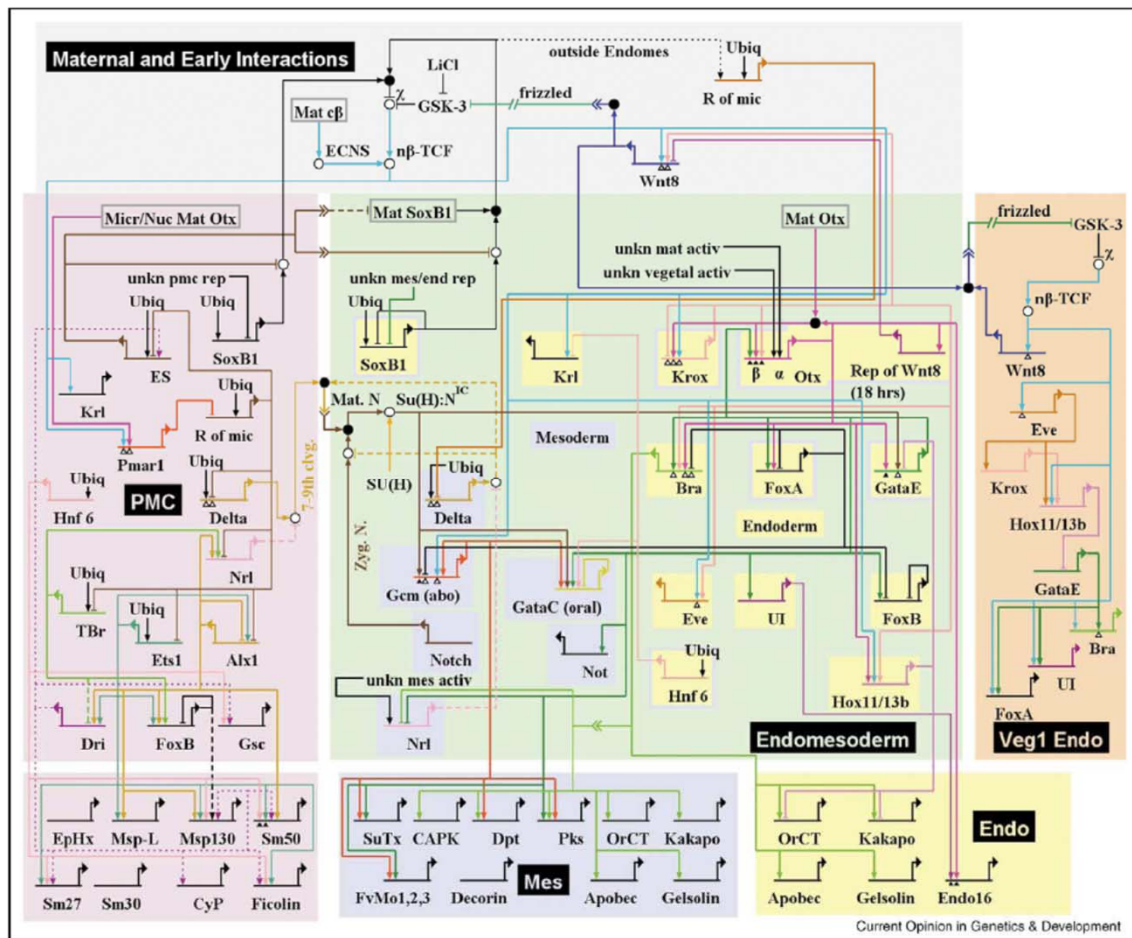 Maternal and Early Interactions
outside Endomes
Ubiq
R of mic
LiCl
χ
GSK-3
frizzled
Mat cβ
ECNS
nβ-TCF
Wnt8
Micr/Nuc Mat Otx
Mat SoxB1
Mat Otx
frizzled
GSK-3
χ
unkn mat activ
unkn vegetal activ
unkn pmc rep
Ubiq
Ubiq
SoxB1
ES
unkn mes/end rep
Ubiq
SoxB1
Krl
Krox
β
α
Otx
Rep of Wnt8
(18 hrs)
nβ-TCF
Wnt8
Eve
Krl
Ubiq
R of mic
Pmar1
PMC
Ubiq
Hnf 6
Ubiq
Delta
Nrl
7-9th clvg.
Mat. N
Su(H):N IC
SU(H)
Zyg. N.
Mesoderm
Ubiq
Delta
Bra
FoxA
GataE
Endoderm
Krox
Hox11/13b
GataE
Bra
UI
FoxA
Veg1 Endo
Ubiq
TBr
Ubiq
Ets1
Alx1
Gcm (abo)
GataC (oral)
Eve
UI
FoxB
Notch
Not
Ubiq
Hnf 6
Hox11/13b
unkn mes activ
Nrl
Endomesoderm
Dri
FoxB
Gsc
EpHx
Msp-L
Msp130
Sm50
Sm27
Sm30
CyP
Ficolin
SuTx
CAPK
Dpt
Pks
OrCT
Kakapo
FvMo1,2,3
Decorin
Mes
Apobec
Gelsolin
OrCT
Kakapo
Endo
Apobec
Gelsolin
Endo16
Current Opinion in Genetics & Development